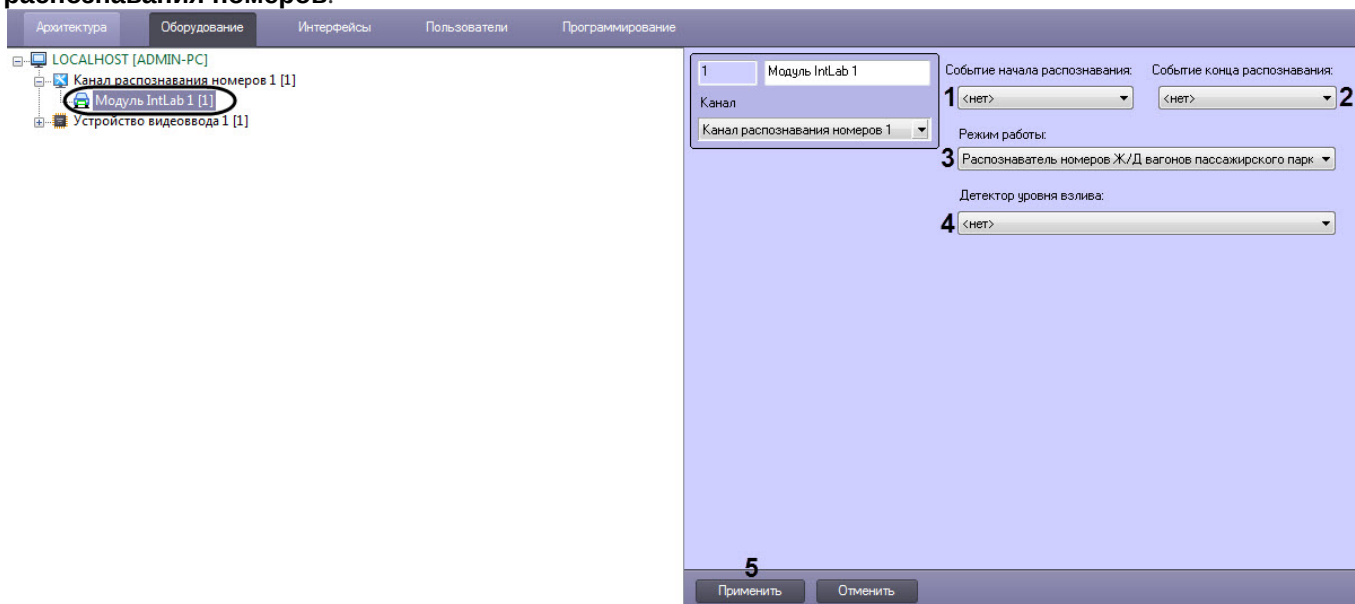 распознавания номеров.
Архитектура Оборудование Интерфейсы Пользователи Программирование
LOCALHOST [ADMIN-PC]
Канал распознавания номеров 1 [1]
Модуль IntLab 1 [1]
Устройство видеоввода 1 [1]
1 Модуль IntLab 1
Канал
Канал распознавания номеров 1
Событие начала распознавания: Событие конца распознавания:
1 <нет> <нет> 2
Режим работы:
3 Распознаватель номеров Ж/Д вагонов пассажирского парк
Детектор уровня взлива:
4 <нет>
5
Применить Отменить